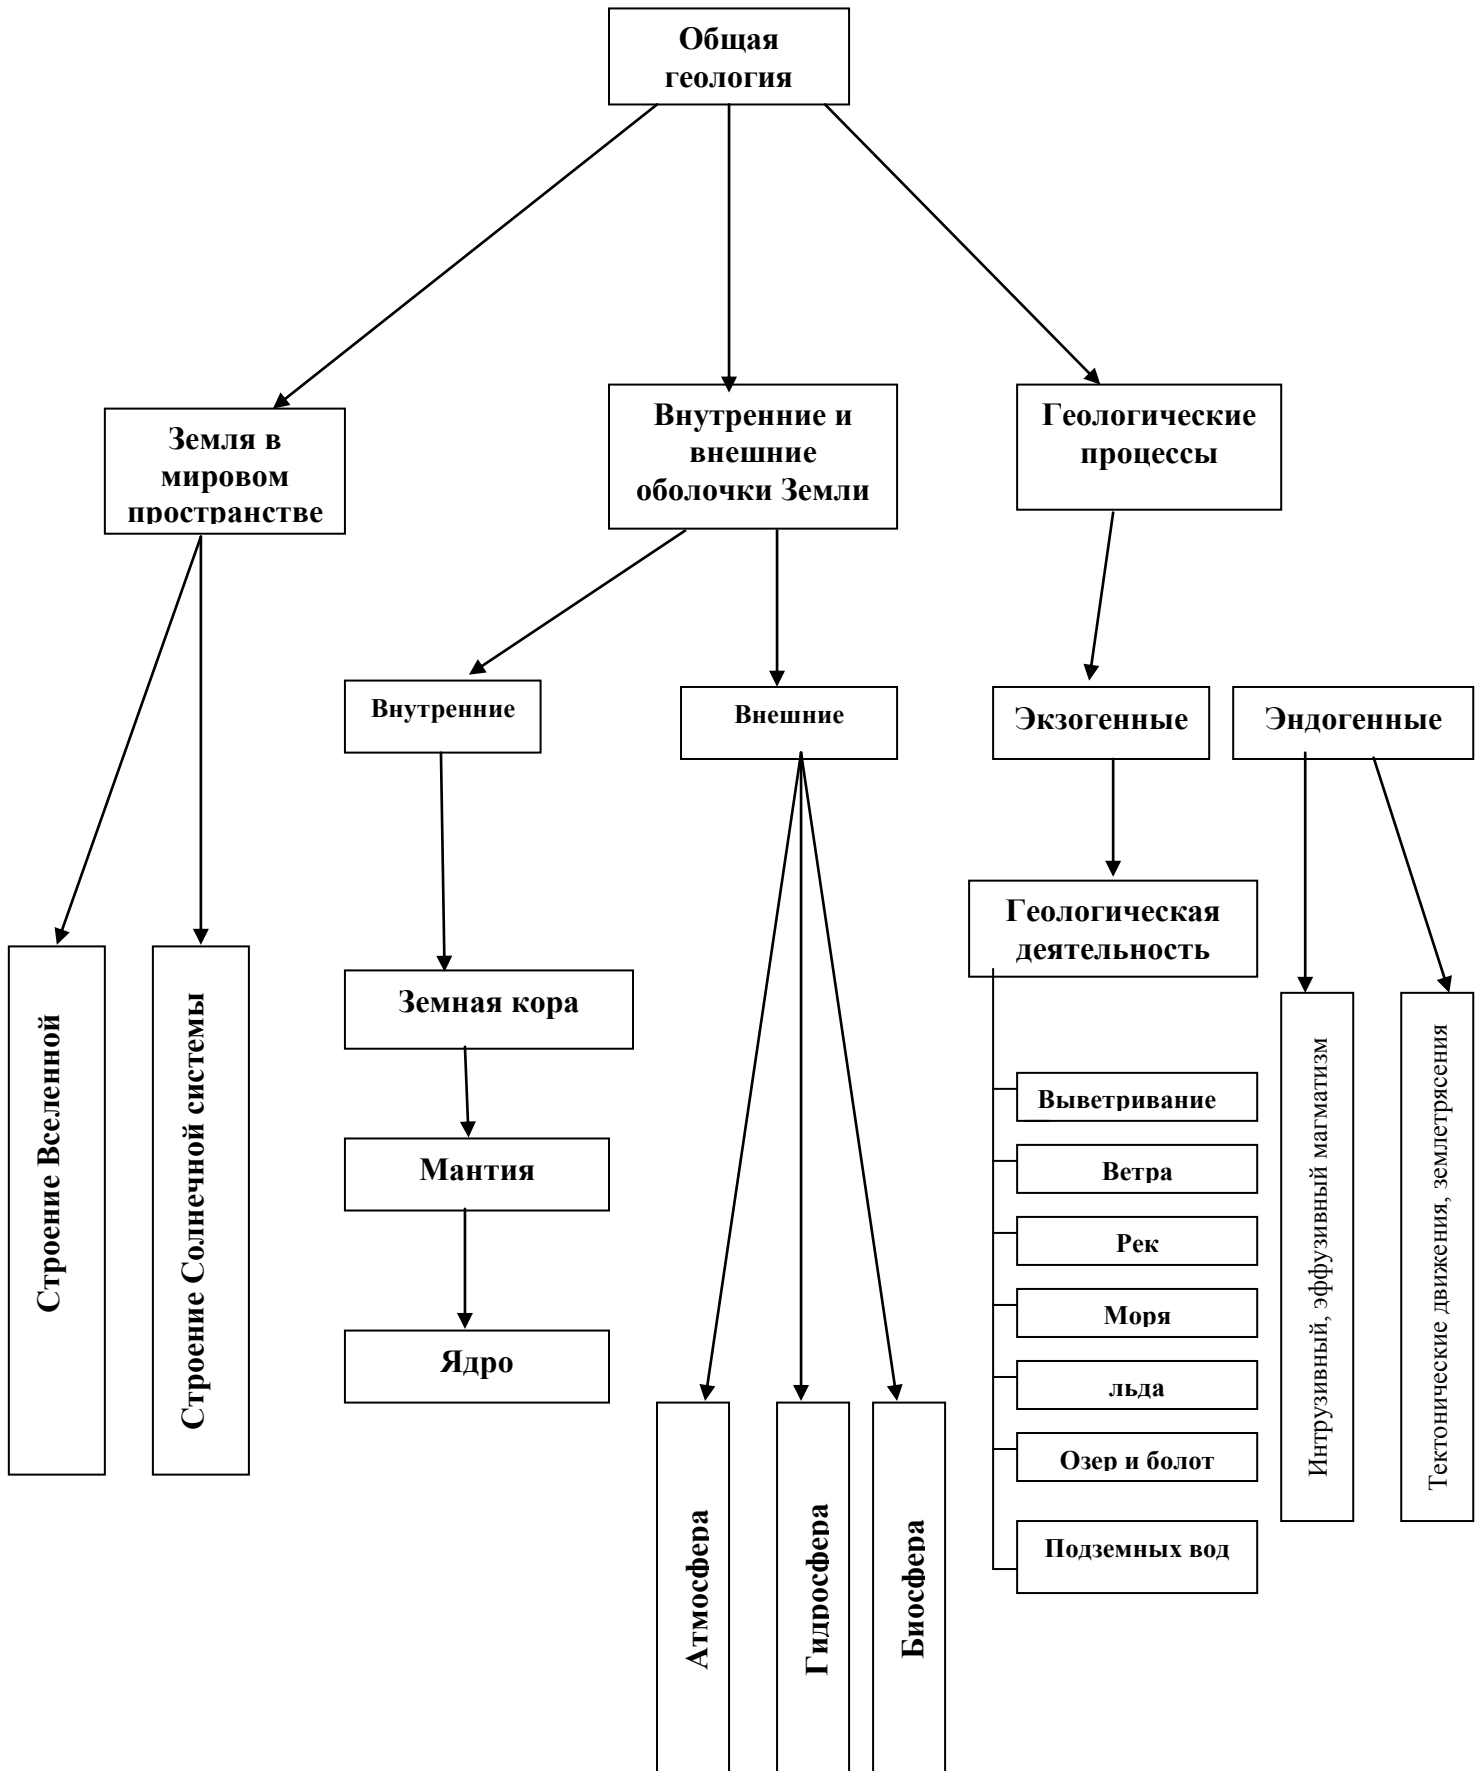 Общая
геология
Земля в
мировом
пространстве
Внутренние и
внешние
оболочки Земли
Геологические
процессы
Внутренние
Внешние
Экзогенные
Эндогенные
Геологическая
деятельность
Строение Вселенной
Строение Солнечной системы
Земная кора
Мантия
Ядро
Атмосфера
Гидросфера
Биосфера
Выветривание
Ветра
Рек
Моря
льда
Озер и болот
Подземных вод
Интрузивный, эффузивный магматизм
Тектонические движения, землетрясения